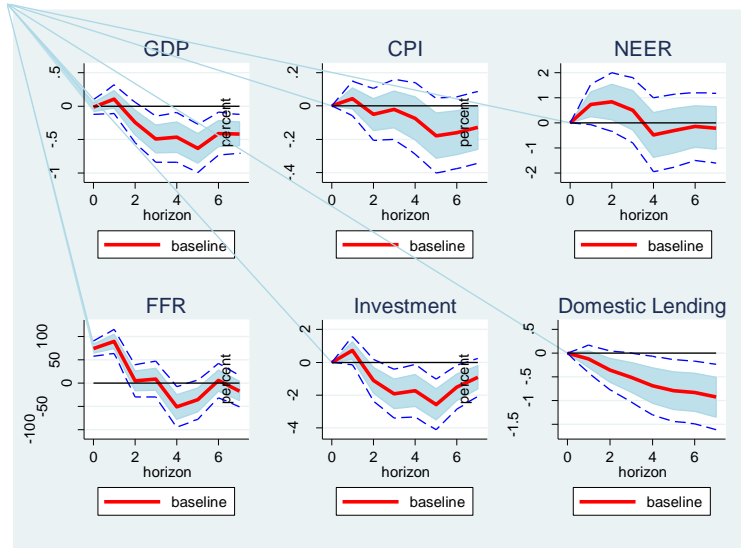 GDP
.5
0
-.5
-1
0 2 4 6
horizon
baseline
CPI
percent
.2
0
-.2
-.4
0 2 4 6
horizon
baseline
NEER
percent
2
1
0
-1
-2
0 2 4 6
horizon
baseline
FFR
100
50
0
-50
-100
0 2 4 6
horizon
baseline
Investment
2
0
-2
-4
0 2 4 6
horizon
baseline
Domestic Lending
percent
.5
0
-.5
-1
-1.5
0 2 4 6
horizon
baseline
percent